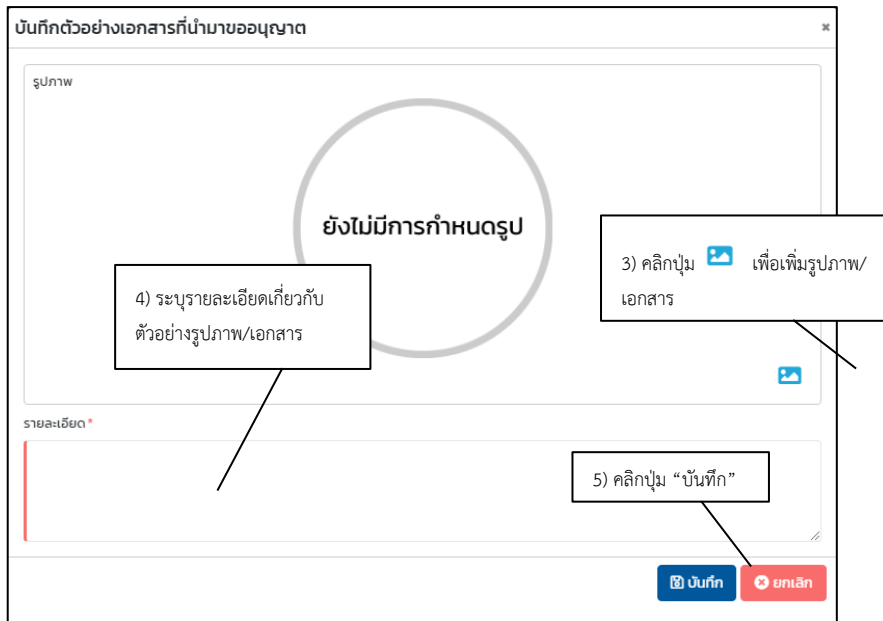 บันทึกตัวอย่างเอกสารที่นำมาขออนุญาต
รูปภาพ
ยังไม่มีการกำหนดรูป
3) คลิกปุ่ม เพื่อเพิ่มรูปภาพ/
เอกสาร
4) ระบุรายละเอียดเกี่ยวกับ
ตัวอย่างรูปภาพ/เอกสาร
รายละเอียด *
5) คลิกปุ่ม “บันทึก”
บันทึก
ยกเลิก